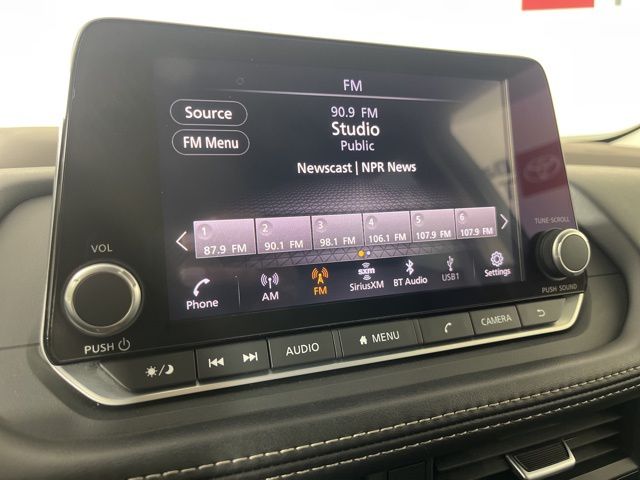 FM
Source
90.9 FM
Studio
FM Menu
Public
Newscast | NPR News
1 2 3 4 5 6
87.9 FM 90.1 FM 98.1 FM 106.1 FM 107.9 FM 107.9 FM
Phone AM FM SiriusXM BT Audio USB1 Settings
sxm
VOL
PUSH
TUNE·SCROLL
PUSH SOUND
AUDIO MENU CAMERA